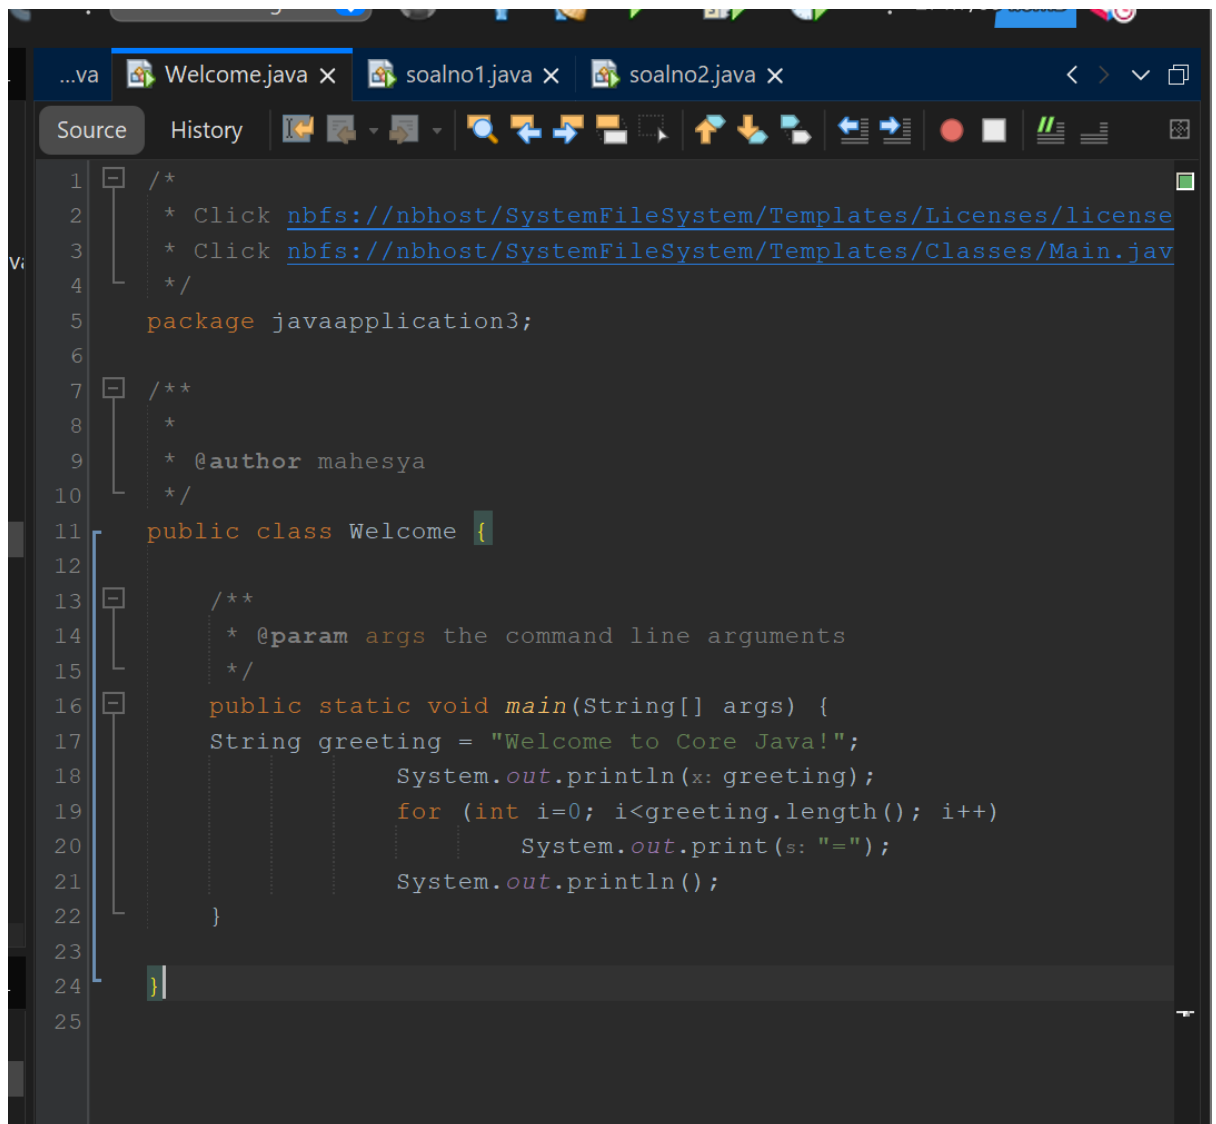 ...va Welcome.java × soalno1.java × soalno2.java ×
Source History
1 /*
2 * Click nbfs://nbhost/SystemFileSystem/Templates/Licenses/license
3 * Click nbfs://nbhost/SystemFileSystem/Templates/Classes/Main.jav
4 */
5 package javaapplication3;
6
7 /**
8 *
9 * @author mahesya
10 */
11 public class Welcome {
12
13 /**
14 * @param args the command line arguments
15 */
16 public static void main(String[] args) {
17 String greeting = "Welcome to Core Java!";
18 System.out.println(x: greeting);
19 for (int i=0; i<greeting.length(); i++)
20 System.out.print(s: "=");
21 System.out.println();
22 }
23
24 }
25